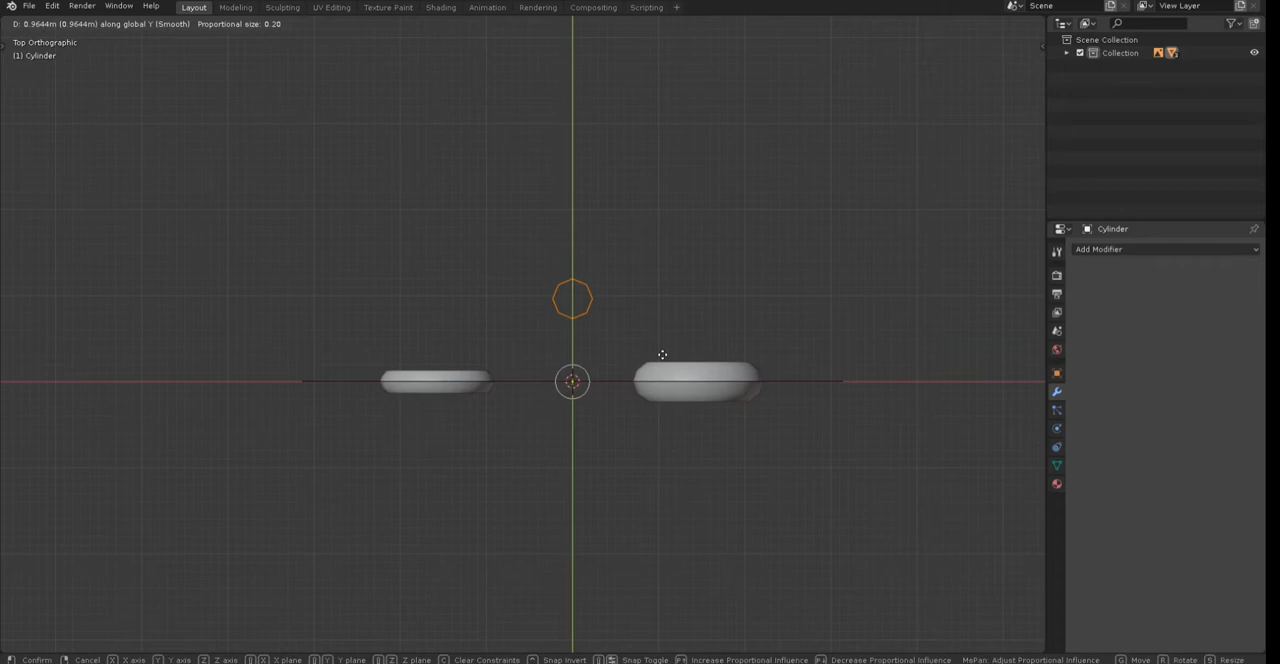 File Edit Render Window Help Layout Modeling Sculpting UV Editing Texture Paint Shading Animation Rendering Compositing Scripting + Scene View Layer
D: 0.9644m (0.9644m) along global Y (Smooth) Proportional size: 0.20
Top Orthographic
(1) Cylinder
Scene Collection
Collection
Cylinder
Add Modifier
Confirm Cancel X X axis Y Y axis Z Z axis X X plane Y Y plane Z Z plane C Clear Constraints Snap Invert Snap Toggle Increase Proportional Influence Decrease Proportional Influence MsPan: Adjust Proportional Influence G Move R Rotate S Resize